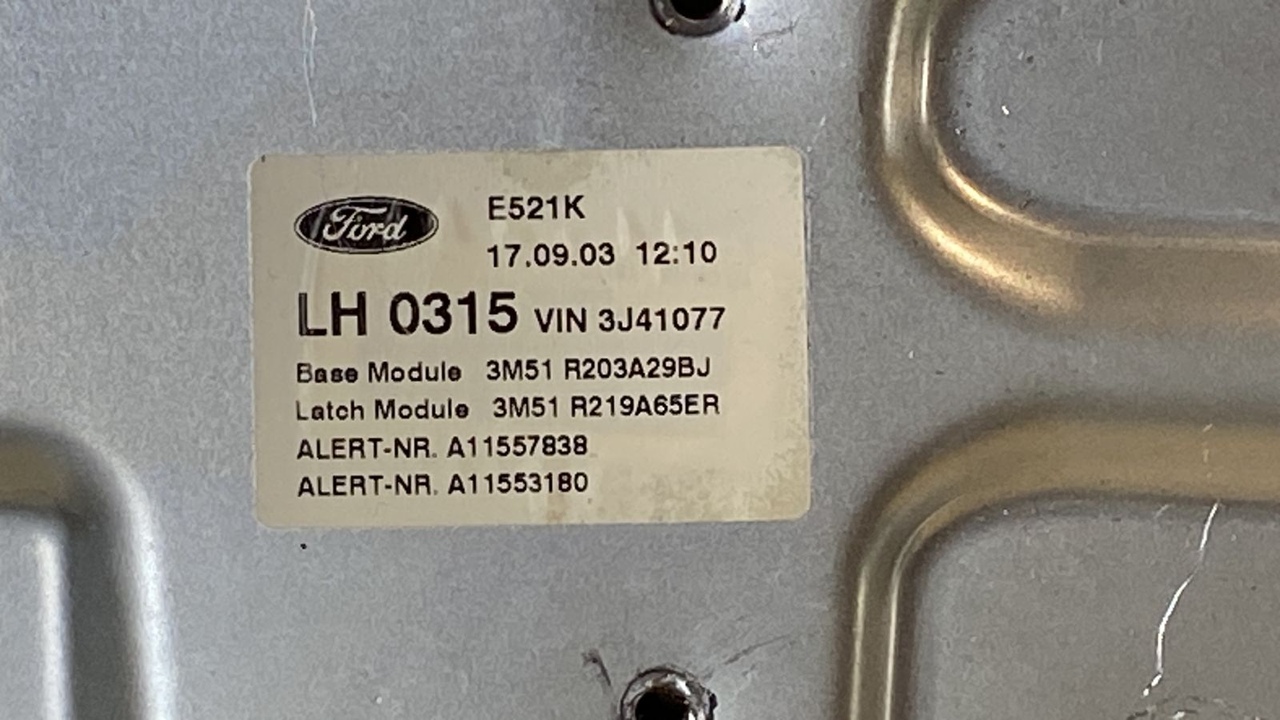 Ford
E521K
17.09.03 12:10
LH 0315 VIN 3J41077
Base Module 3M51 R203A29BJ
Latch Module 3M51 R219A65ER
ALERT-NR. A11557838
ALERT-NR. A11553180